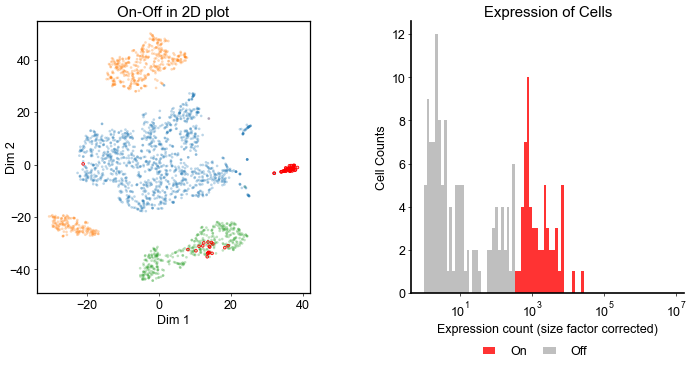 On-Off in 2D plot
Dim 2
40
20
0
−20
−40
−20
0
20
40
Dim 1
Expression of Cells
Cell Counts
12
10
8
6
4
2
0
10^1
10^3
10^5
10^7
Expression count (size factor corrected)
On
Off